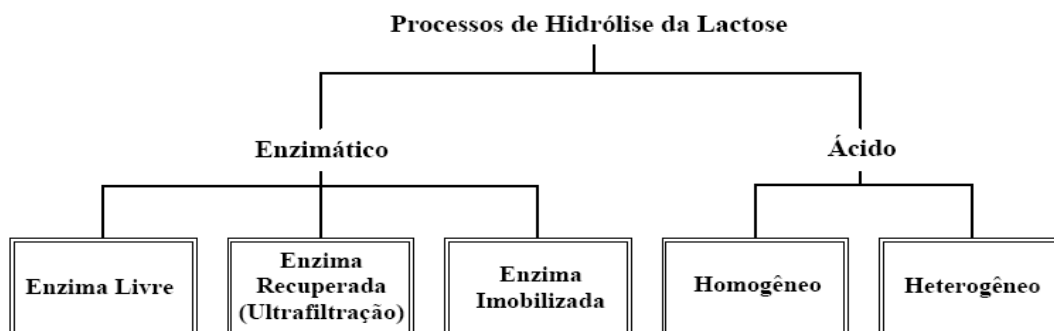 Processos de Hidrólise da Lactose
Enzimático
Ácido
Enzima Livre
Enzima
Recuperada
(Ultrafiltração)
Enzima
Imobilizada
Homogêneo
Heterogêneo